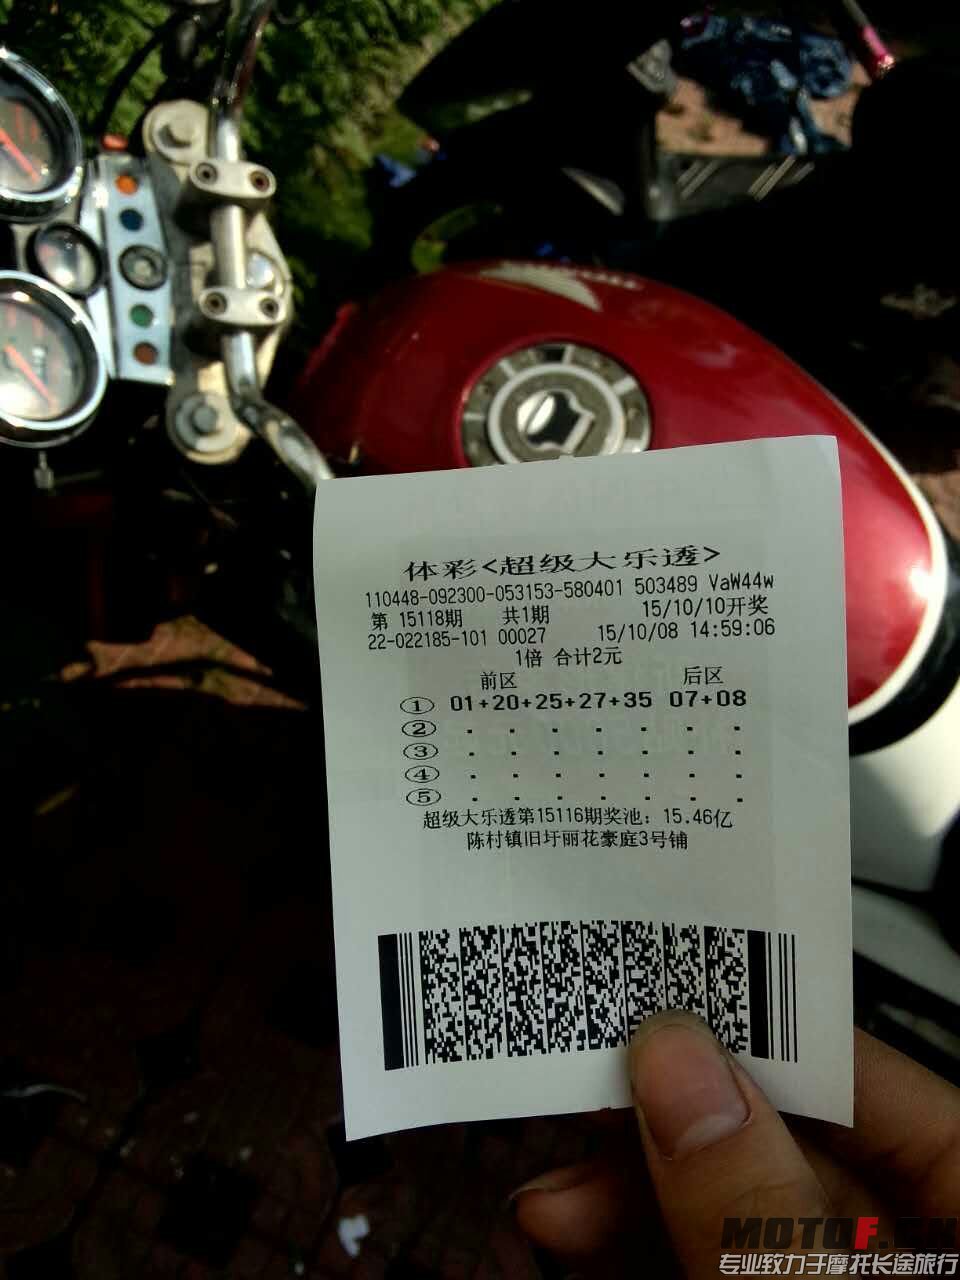 体彩<超级大乐透>
110448-092300-053153-580401 503489 VaW44w
第 15118期 共1期 15/10/10开奖
22-022185-101 00027 15/10/08 14:59:06
1倍 合计2元
前区 后区
① 01+20+25+27+35 07+08
② . . . . . . .
③ . . . . . . .
④ . . . . . . .
⑤ . . . . . . .
超级大乐透第15116期奖池：15.46亿
陈村镇旧圩丽花豪庭3号铺
MOTOF.CN
专业致力于摩托长途旅行